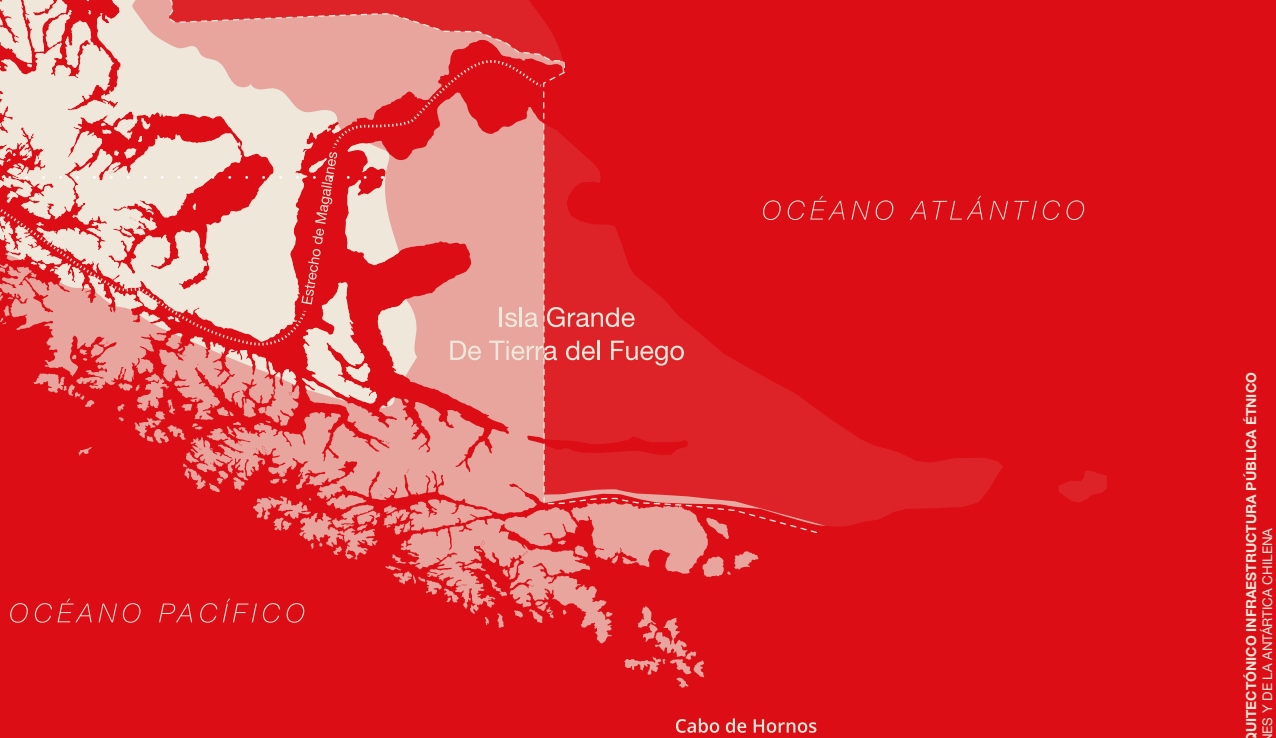 OCÉANO ATLÁNTICO
Estrecho de Magallanes
Isla Grande
De Tierra del Fuego
OCÉANO PACÍFICO
Cabo de Hornos
QUITECTÓNICO INFRAESTRUCTURA PÚBLICA ÉTNICO
NES Y DE LA ANTÁRTICA CHILENA